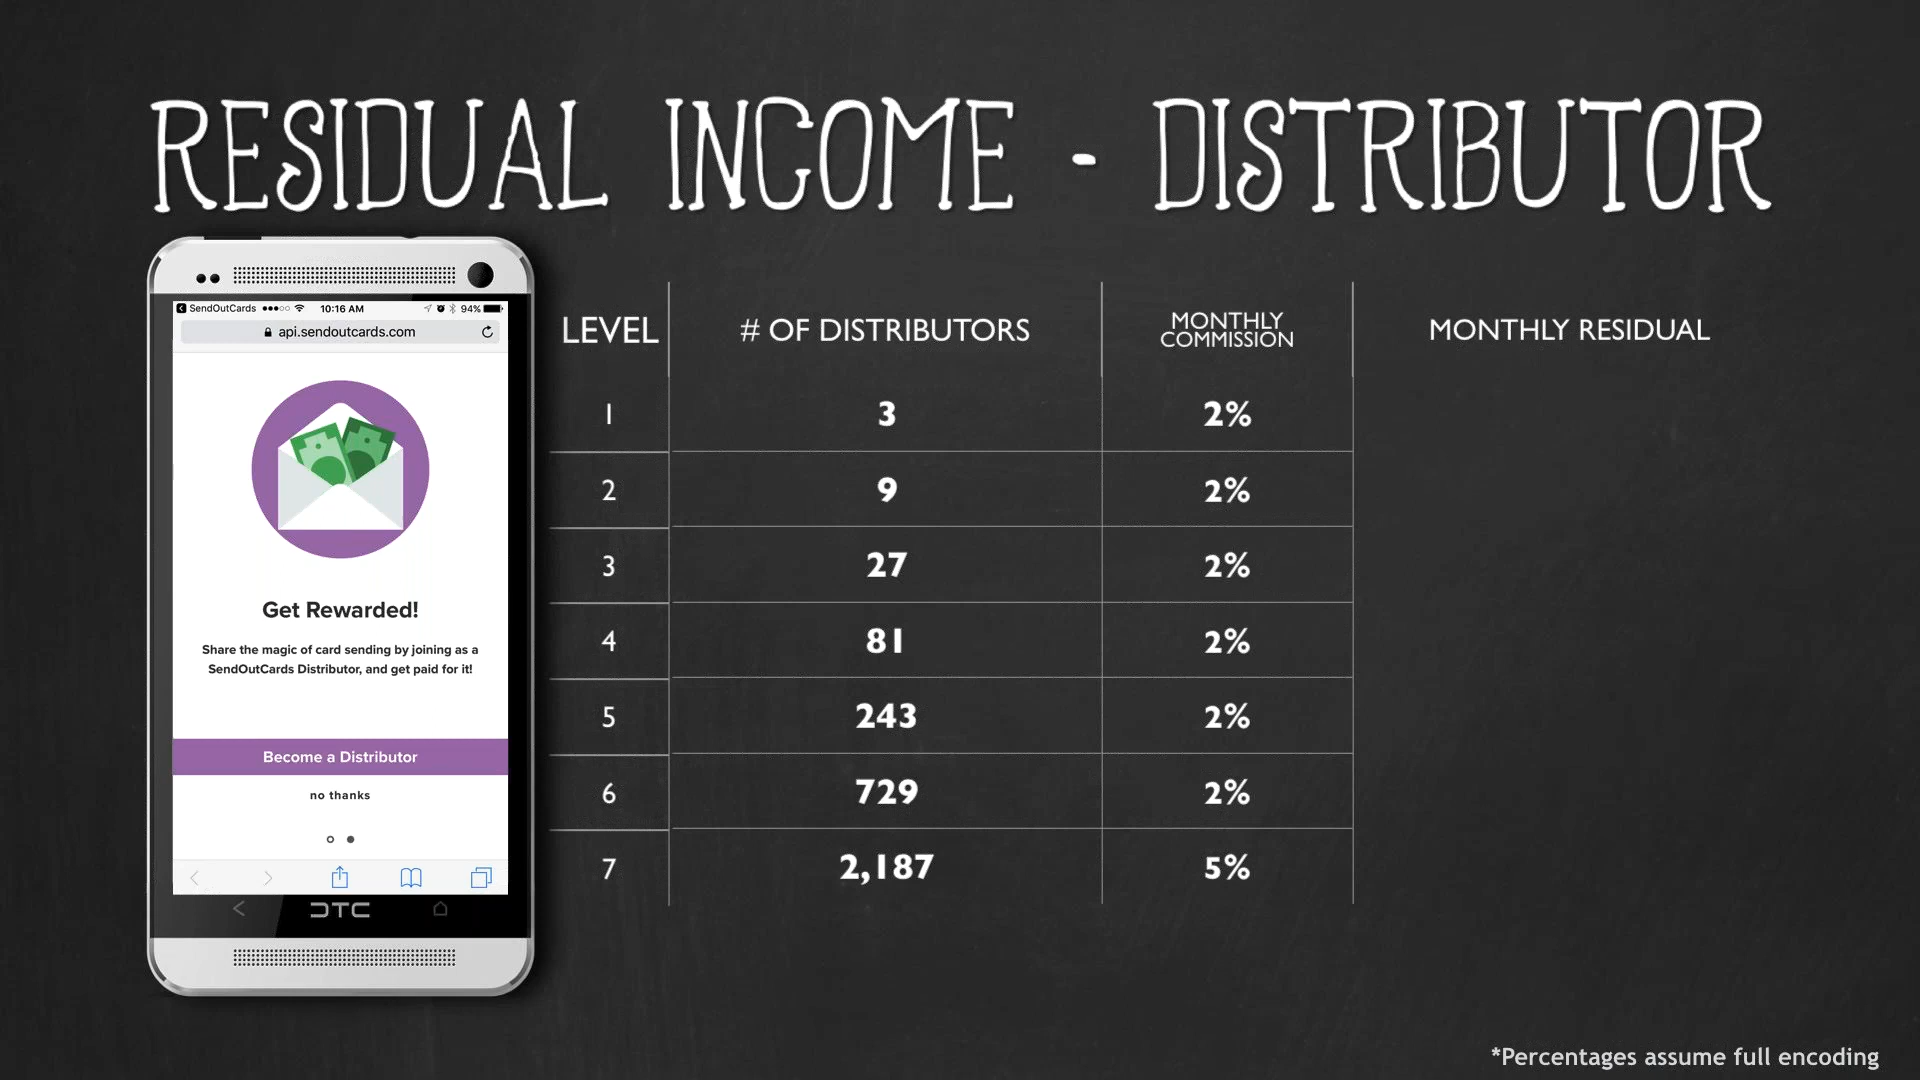 RESIDUAL INCOME - DISTRIBUTOR
SendOutCards 10:16 AM 94%
api.sendoutcards.com
Get Rewarded!
Share the magic of card sending by joining as a
SendOutCards Distributor, and get paid for it!
Become a Distributor
no thanks
LEVEL # OF DISTRIBUTORS MONTHLY COMMISSION MONTHLY RESIDUAL
1 3 2%
2 9 2%
3 27 2%
4 81 2%
5 243 2%
6 729 2%
7 2,187 5%
*Percentages assume full encoding